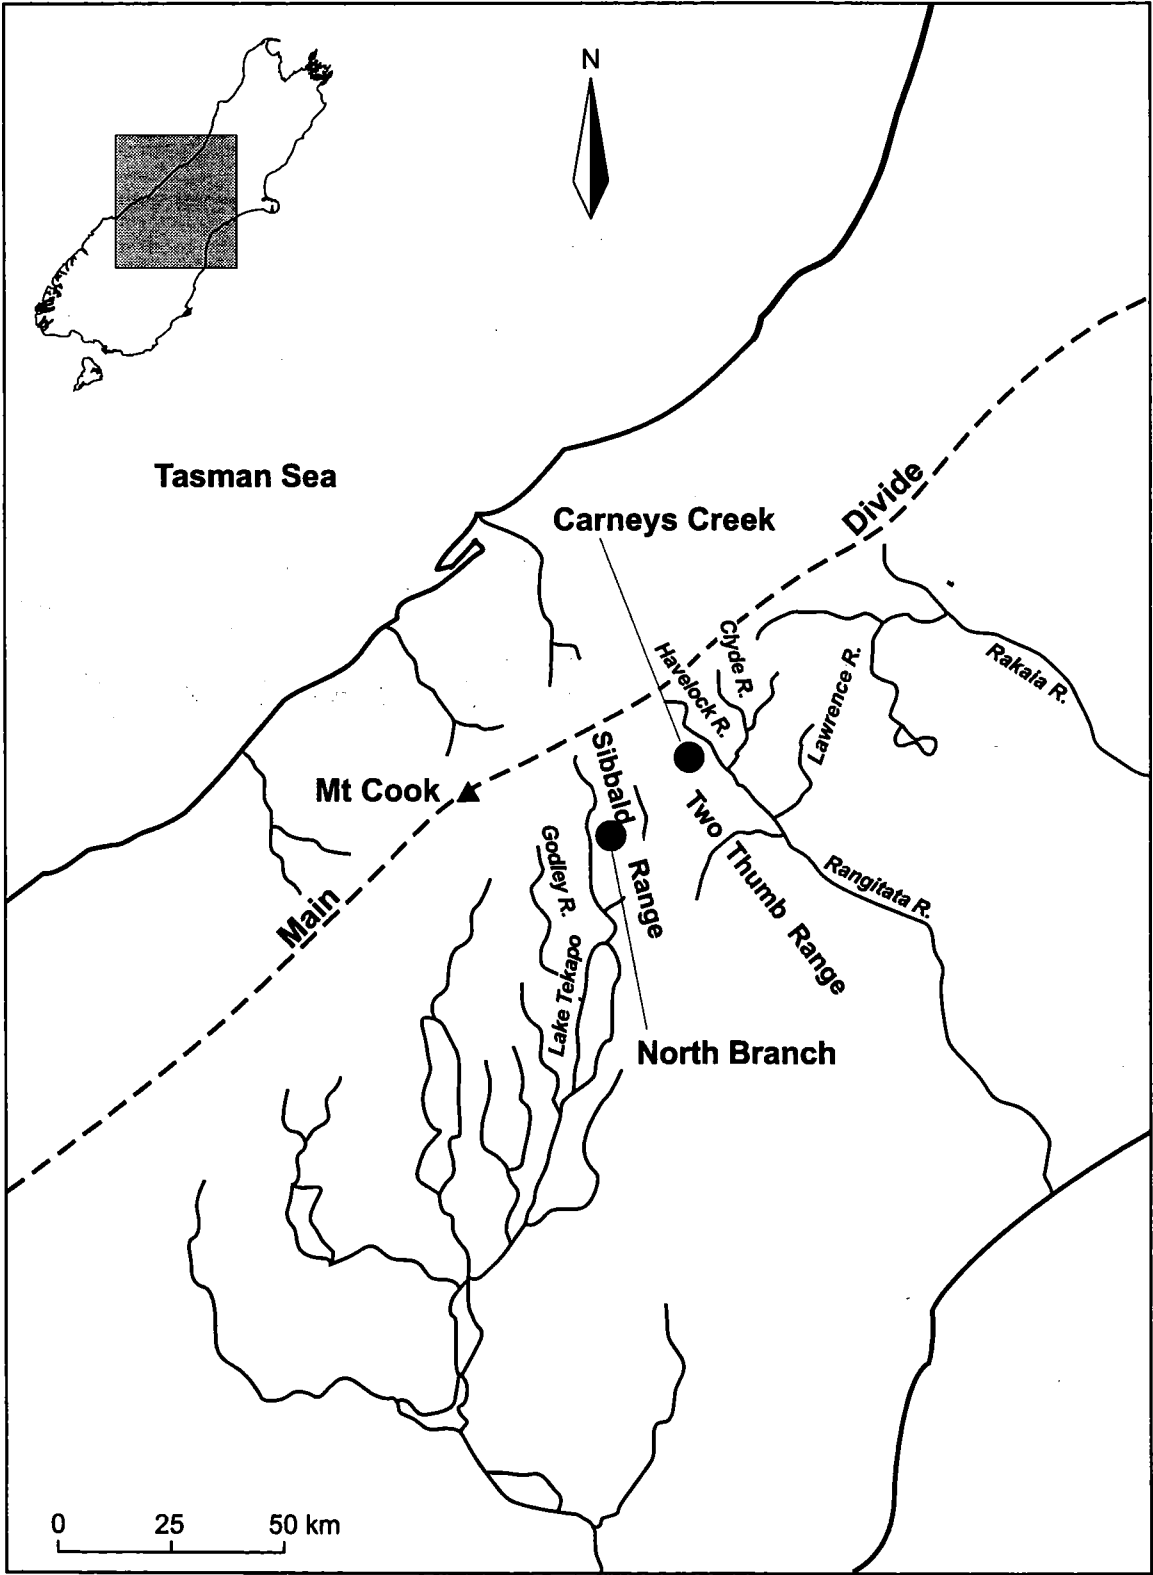 N
Tasman Sea
Carneys Creek
Divide
Havelock R.
Clyde R.
Lawrence R.
Rakaia R.
Mt Cook
Sibbald
Range
Godley R.
Two Thumb Range
Rangitata R.
Main
Lake Tekapo
North Branch
0 25 50 km